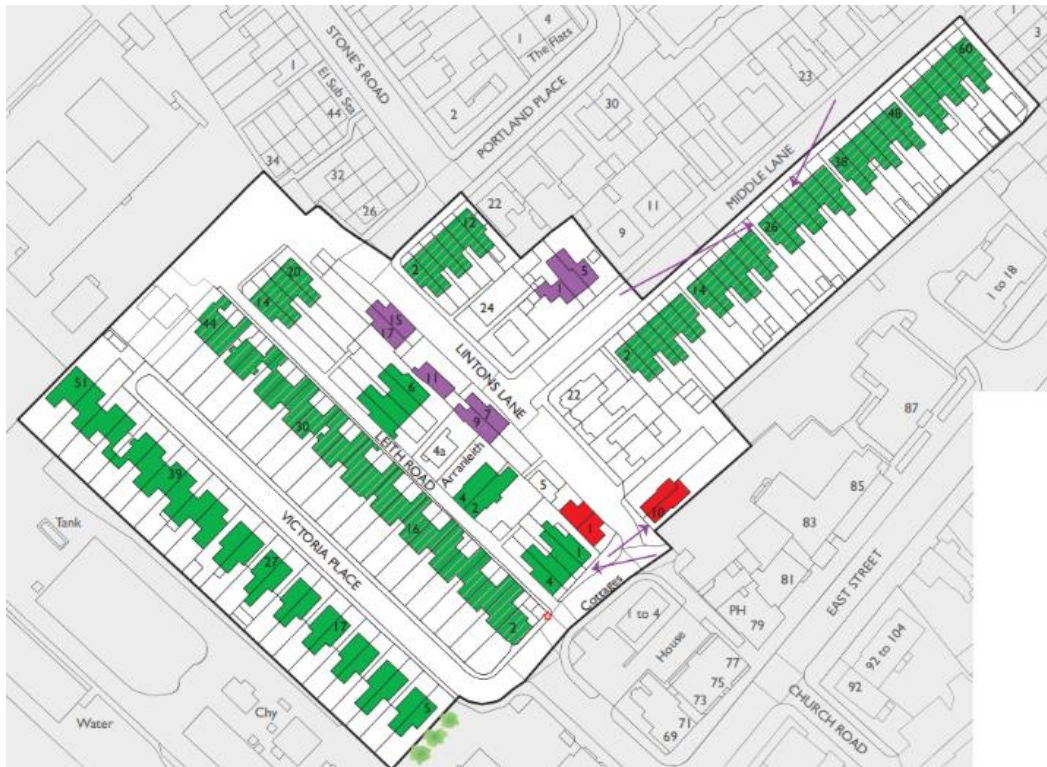 STONE'S ROAD
El Sub Sta
1
44
34
32
26
2
1
4
The Flats
PORTLAND PLACE
30
23
1
3
60
48
38
26
14
2
MIDDLE LANE
11
9
22
12
2
5
1
24
20
14
15
17
LINTONS LANE
44
11
6
7
9
22
4a
Arranleith
LEITH ROAD
30
51
39
4
2
5
1
10
16
1
4
2
Cottages
VICTORIA PLACE
27
17
5
Tank
Water
Chy
1 to 18
87
85
83
81
EAST STREET
PH
79
1 to 4
House
77
75
73
71
69
92 to 104
92
CHURCH ROAD